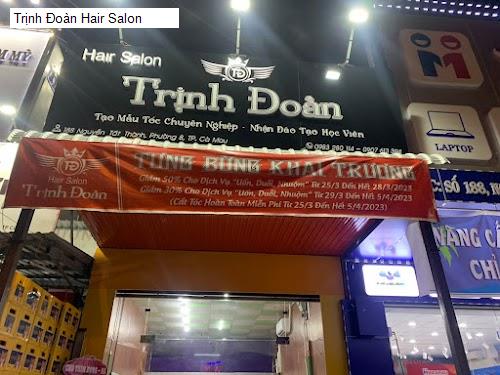 Trịnh Đoàn Hair Salon
Hair Salon
TĐ
Trịnh Đoàn
Tạo Mẫu Tóc Chuyên Nghiệp - Nhận Đào Tạo Học Viên
188 Nguyễn Tất Thành, Phường 8, TP. Cà Mau
TĐ
Hair Salon
Trịnh Đoàn
TƯNG BỪNG KHAI TRƯƠNG
Giảm 50% Cho Dịch Vụ "Uốn, Duỗi, Nhuộm" Từ 25/3 Đến Hết 28/3/2023
Giảm 30% Cho Dịch Vụ "Uốn, Duỗi, Nhuộm" Từ 29/3 Đến Hết 5/4/2023
(Cắt Tóc Hoàn Toàn Miễn Phí Từ 25/3 Đến Hết 5/4/2023)
LAPTOP
C: SỐ 188,
NÂNG
CHỈ